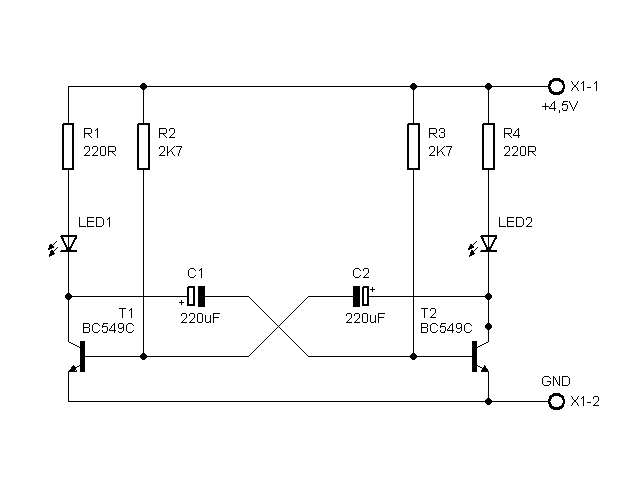 X1-1
+4,5V
R1
220R
R2
2K7
R3
2K7
R4
220R
LED1
LED2
C1
+
220uF
C2
+
220uF
T1
BC549C
T2
BC549C
GND
X1-2